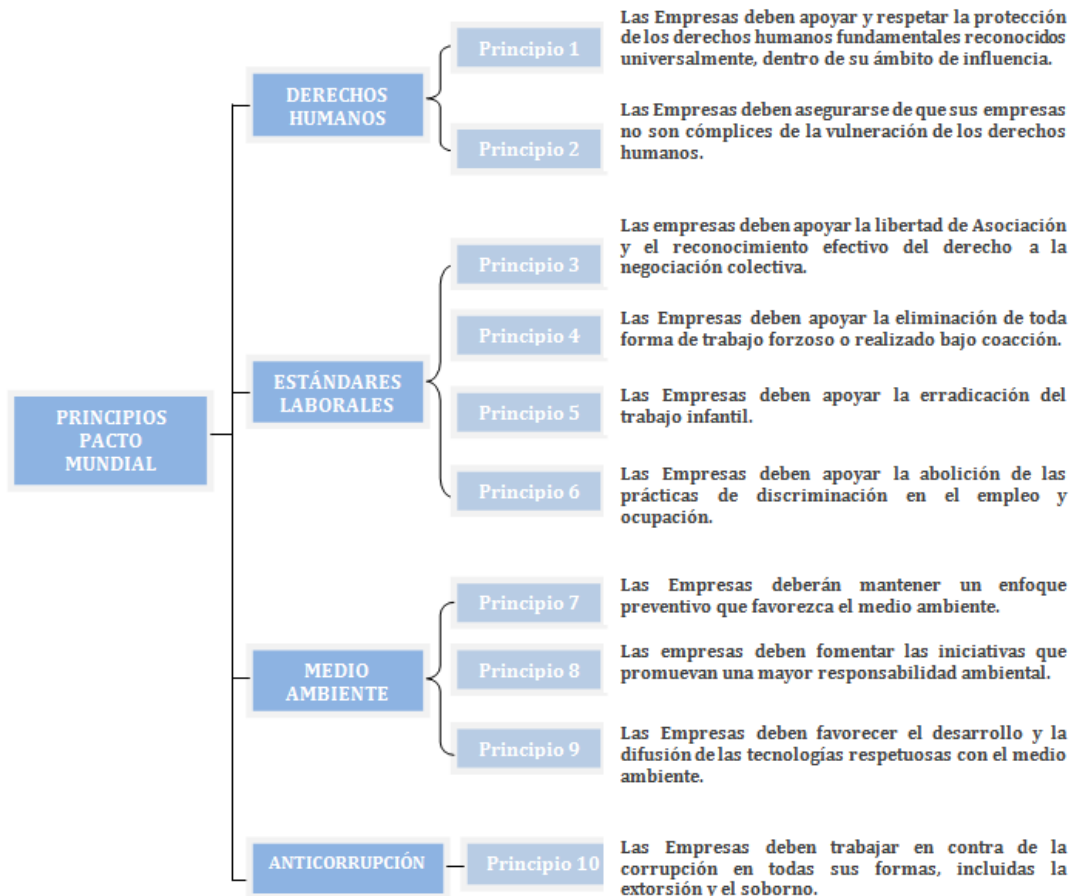 PRINCIPIOS
PACTO
MUNDIAL
DERECHOS
HUMANOS
Principio 1
Las Empresas deben apoyar y respetar la protección
de los derechos humanos fundamentales reconocidos
universalmente, dentro de su ámbito de influencia.
Principio 2
Las Empresas deben asegurarse de que sus empresas
no son cómplices de la vulneración de los derechos
humanos.
ESTÁNDARES
LABORALES
Principio 3
Las empresas deben apoyar la libertad de Asociación
y el reconocimiento efectivo del derecho a la
negociación colectiva.
Principio 4
Las Empresas deben apoyar la eliminación de toda
forma de trabajo forzoso o realizado bajo coacción.
Principio 5
Las Empresas deben apoyar la erradicación del
trabajo infantil.
Principio 6
Las Empresas deben apoyar la abolición de las
prácticas de discriminación en el empleo y
ocupación.
MEDIO
AMBIENTE
Principio 7
Las Empresas deberán mantener un enfoque
preventivo que favorezca el medio ambiente.
Principio 8
Las empresas deben fomentar las iniciativas que
promuevan una mayor responsabilidad ambiental.
Principio 9
Las Empresas deben favorecer el desarrollo y la
difusión de las tecnologías respetuosas con el medio
ambiente.
ANTICORRUPCIÓN
Principio 10
Las Empresas deben trabajar en contra de la
corrupción en todas sus formas, incluidas la
extorsión y el soborno.